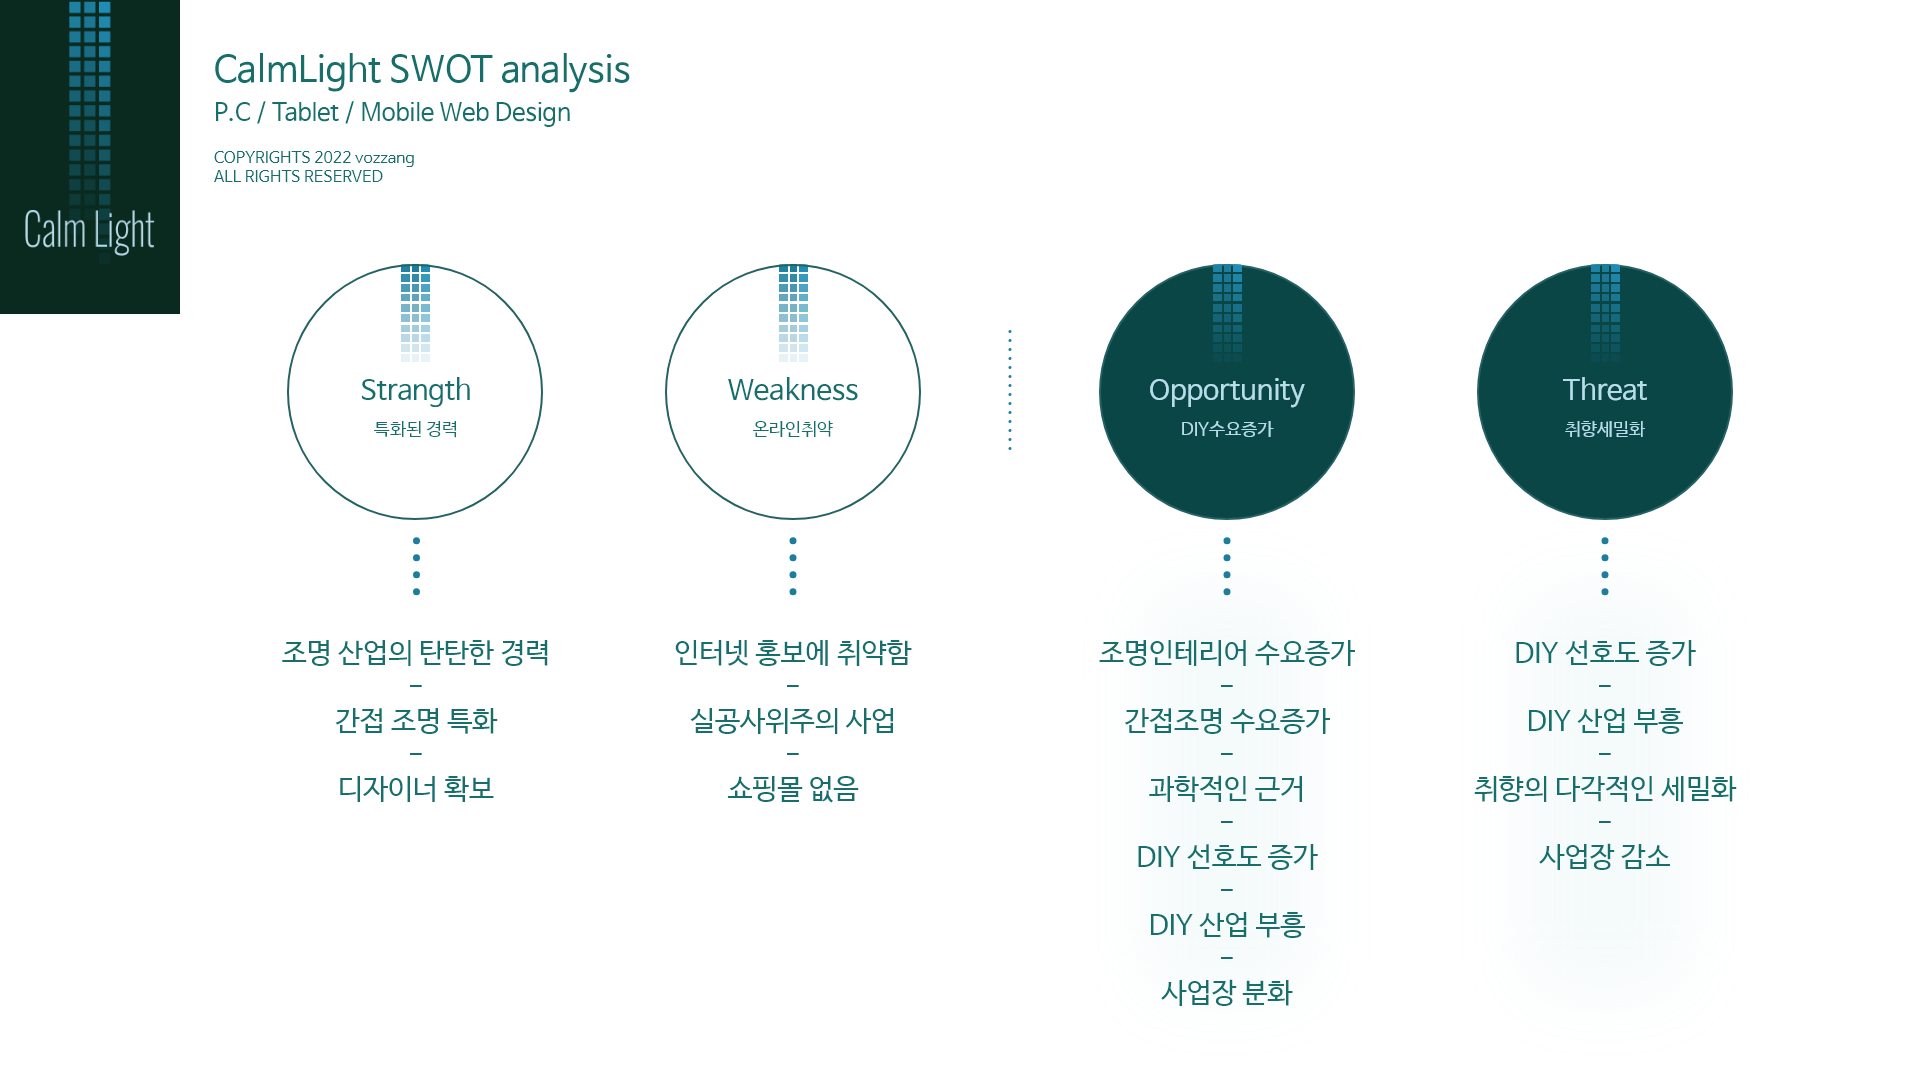 Calm Light
CalmLight SWOT analysis
P.C / Tablet / Mobile Web Design
COPYRIGHTS 2022 vozzang
ALL RIGHTS RESERVED
Strangth
특화된 경력
조명 산업의 탄탄한 경력
–
간접 조명 특화
–
디자이너 확보
Weakness
온라인취약
인터넷 홍보에 취약함
–
실공사위주의 사업
–
쇼핑몰 없음
Opportunity
DIY수요증가
조명인테리어 수요증가
–
간접조명 수요증가
–
과학적인 근거
–
DIY 선호도 증가
–
DIY 산업 부흥
–
사업장 분화
Threat
취향세밀화
DIY 선호도 증가
–
DIY 산업 부흥
–
취향의 다각적인 세밀화
–
사업장 감소